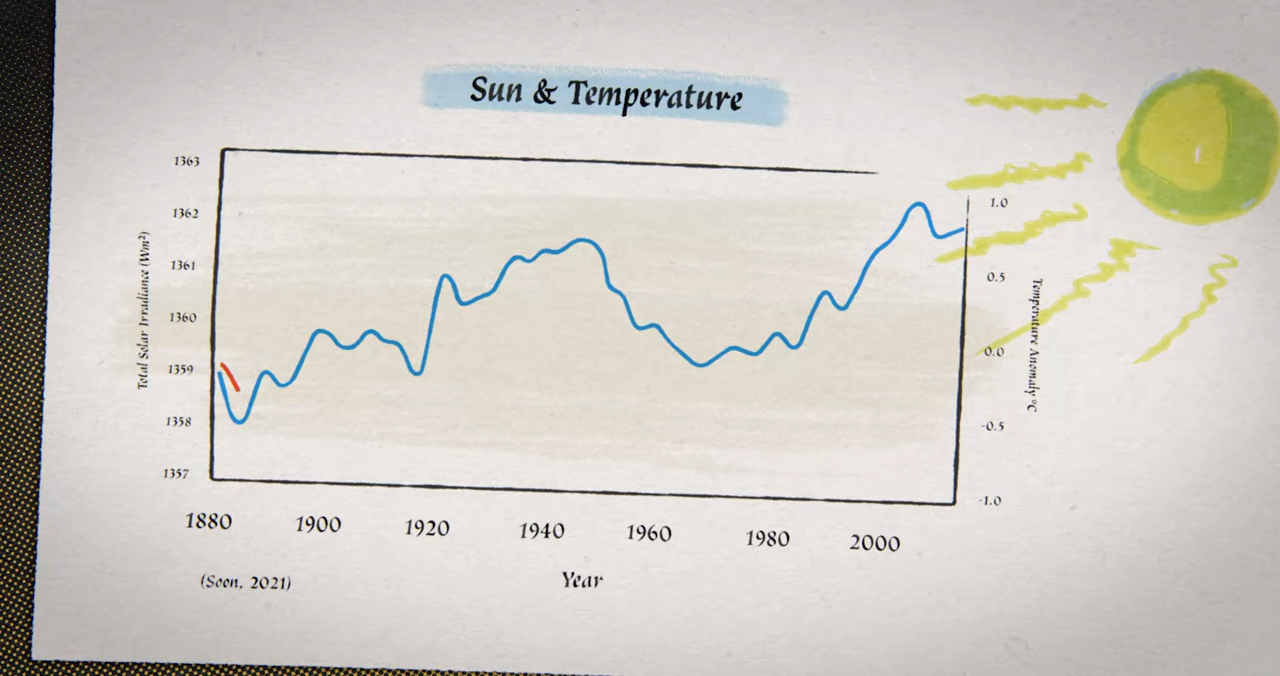 Sun & Temperature
1363
1362
1361
1360
1359
1358
1357
Total Solar Irradiance (Wm²)
1.0
0.5
0.0
-0.5
-1.0
Temperature Anomaly °C
1880 1900 1920 1940 1960 1980 2000
(Soon, 2021)
Year